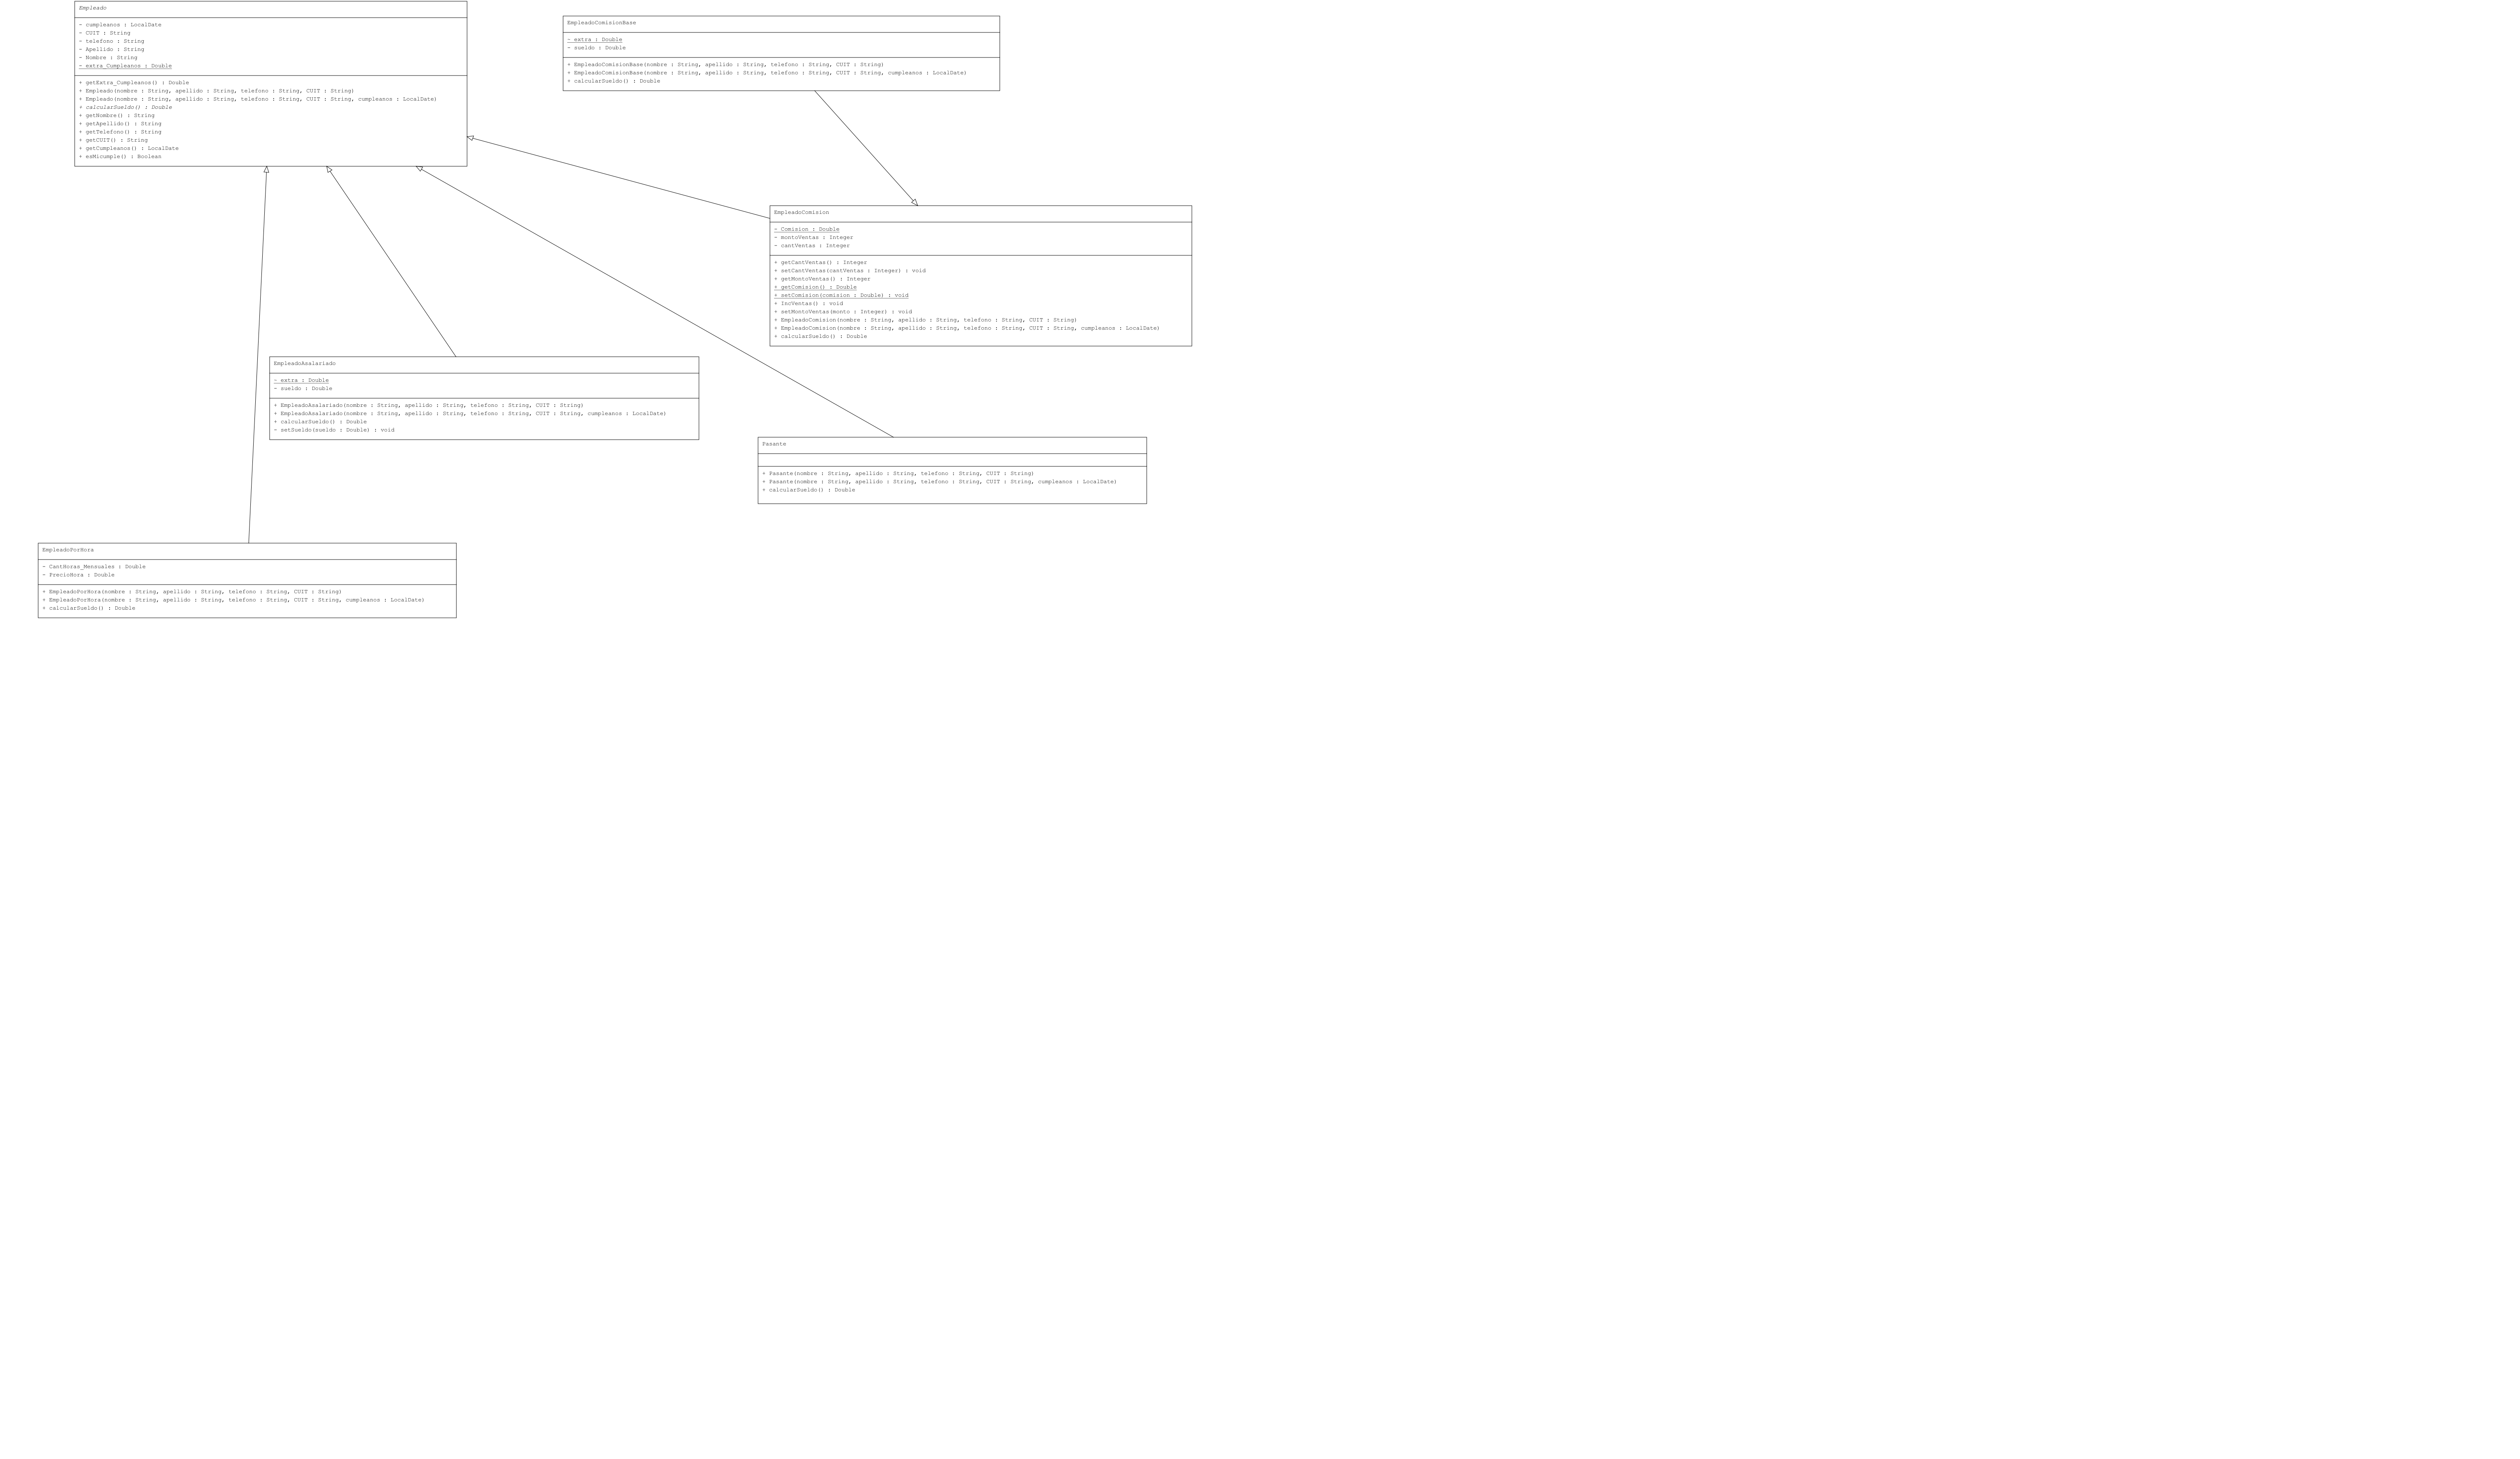 Empleado
- cumpleanos : LocalDate
- CUIT : String
- telefono : String
- Apellido : String
- Nombre : String
- extra_Cumpleanos : Double
+ getExtra_Cumpleanos() : Double
+ Empleado(nombre : String, apellido : String, telefono : String, CUIT : String)
+ Empleado(nombre : String, apellido : String, telefono : String, CUIT : String, cumpleanos : LocalDate)
+ calcularSueldo() : Double
+ getNombre() : String
+ getApellido() : String
+ getTelefono() : String
+ getCUIT() : String
+ getCumpleanos() : LocalDate
+ esMicumple() : Boolean
EmpleadoComisionBase
- extra : Double
- sueldo : Double
+ EmpleadoComisionBase(nombre : String, apellido : String, telefono : String, CUIT : String)
+ EmpleadoComisionBase(nombre : String, apellido : String, telefono : String, CUIT : String, cumpleanos : LocalDate)
+ calcularSueldo() : Double
EmpleadoComision
- Comision : Double
- montoVentas : Integer
- cantVentas : Integer
+ getCantVentas() : Integer
+ setCantVentas(cantVentas : Integer) : void
+ getMontoVentas() : Integer
+ getComision() : Double
+ setComision(comision : Double) : void
+ IncVentas() : void
+ setMontoVentas(monto : Integer) : void
+ EmpleadoComision(nombre : String, apellido : String, telefono : String, CUIT : String)
+ EmpleadoComision(nombre : String, apellido : String, telefono : String, CUIT : String, cumpleanos : LocalDate)
+ calcularSueldo() : Double
EmpleadoAsalariado
- extra : Double
- sueldo : Double
+ EmpleadoAsalariado(nombre : String, apellido : String, telefono : String, CUIT : String)
+ EmpleadoAsalariado(nombre : String, apellido : String, telefono : String, CUIT : String, cumpleanos : LocalDate)
+ calcularSueldo() : Double
- setSueldo(sueldo : Double) : void
Pasante
+ Pasante(nombre : String, apellido : String, telefono : String, CUIT : String)
+ Pasante(nombre : String, apellido : String, telefono : String, CUIT : String, cumpleanos : LocalDate)
+ calcularSueldo() : Double
EmpleadoPorHora
- CantHoras_Mensuales : Double
- PrecioHora : Double
+ EmpleadoPorHora(nombre : String, apellido : String, telefono : String, CUIT : String)
+ EmpleadoPorHora(nombre : String, apellido : String, telefono : String, CUIT : String, cumpleanos : LocalDate)
+ calcularSueldo() : Double